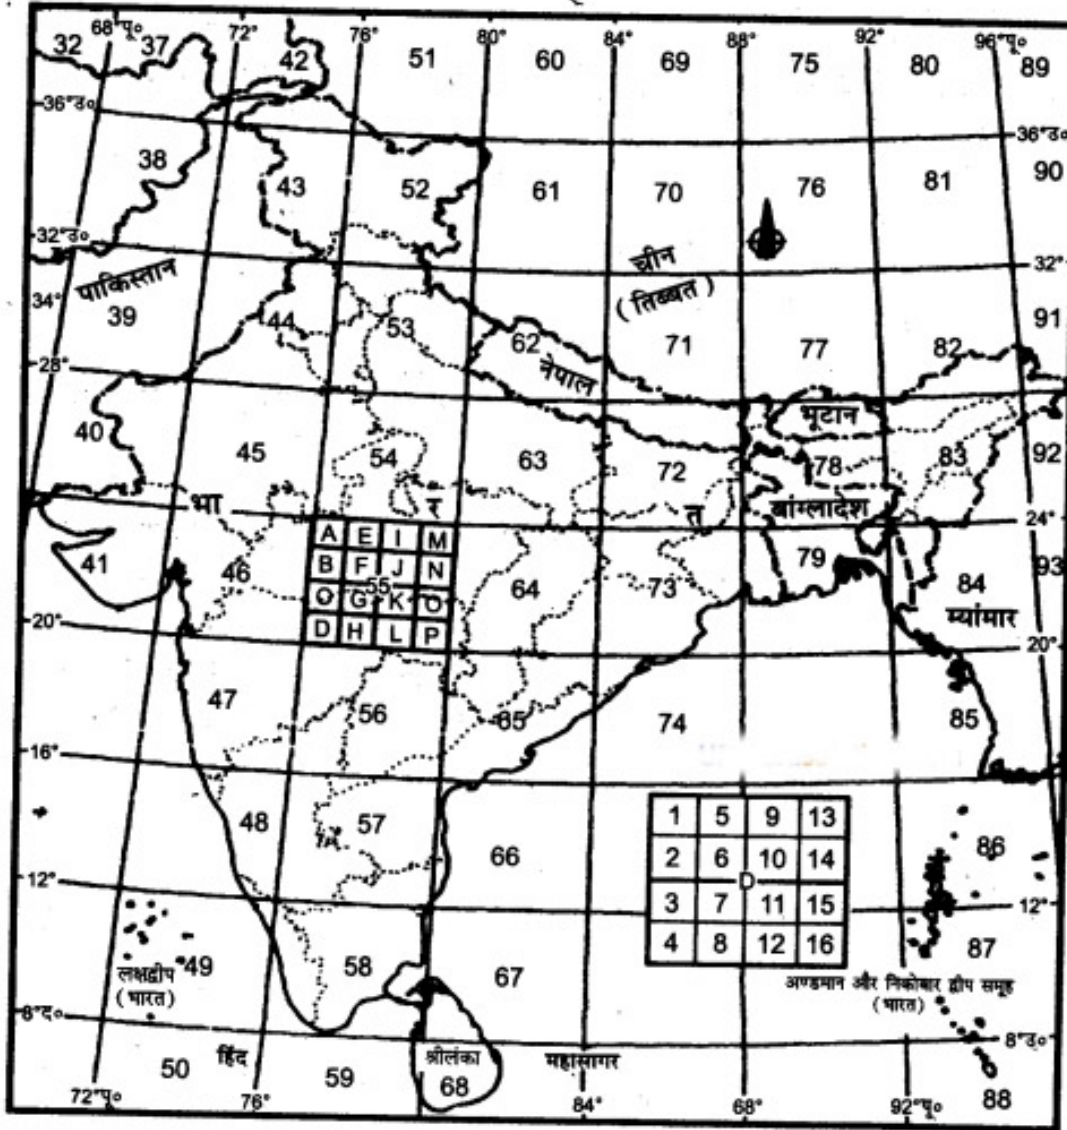 68°पू० 72° 76° 80° 84° 88° 92° 96°पू०
32 37 42 51 60 69 75 80 89
36°उ० 36°उ०
38 43 52 61 70 76 81 90
32°उ० 32°
पाकिस्तान चीन
(तिब्बत)
34° 39 44 53 62 71 77 82 91
नेपाल
28° भूटान
40 45 54 63 72 78 83 92
भा र त बांग्लादेश 24°
A E I M
B F J N
55
O G K O
D H L P
41 46 64 73 79 84 93
म्यांमार
20° 20°
47 56 65 74 85
16°
48 57 66 86
1 5 9 13
2 6 10 14
D
3 7 11 15
4 8 12 16
12° 12°
49 58 67 87
लक्षद्वीप
(भारत)
अण्डमान और निकोबार द्वीप समूह
(भारत)
8°द० 8°उ०
50 हिंद 59 श्रीलंका महासागर
68 88
72°पू० 76° 84° 68° 92°पू०